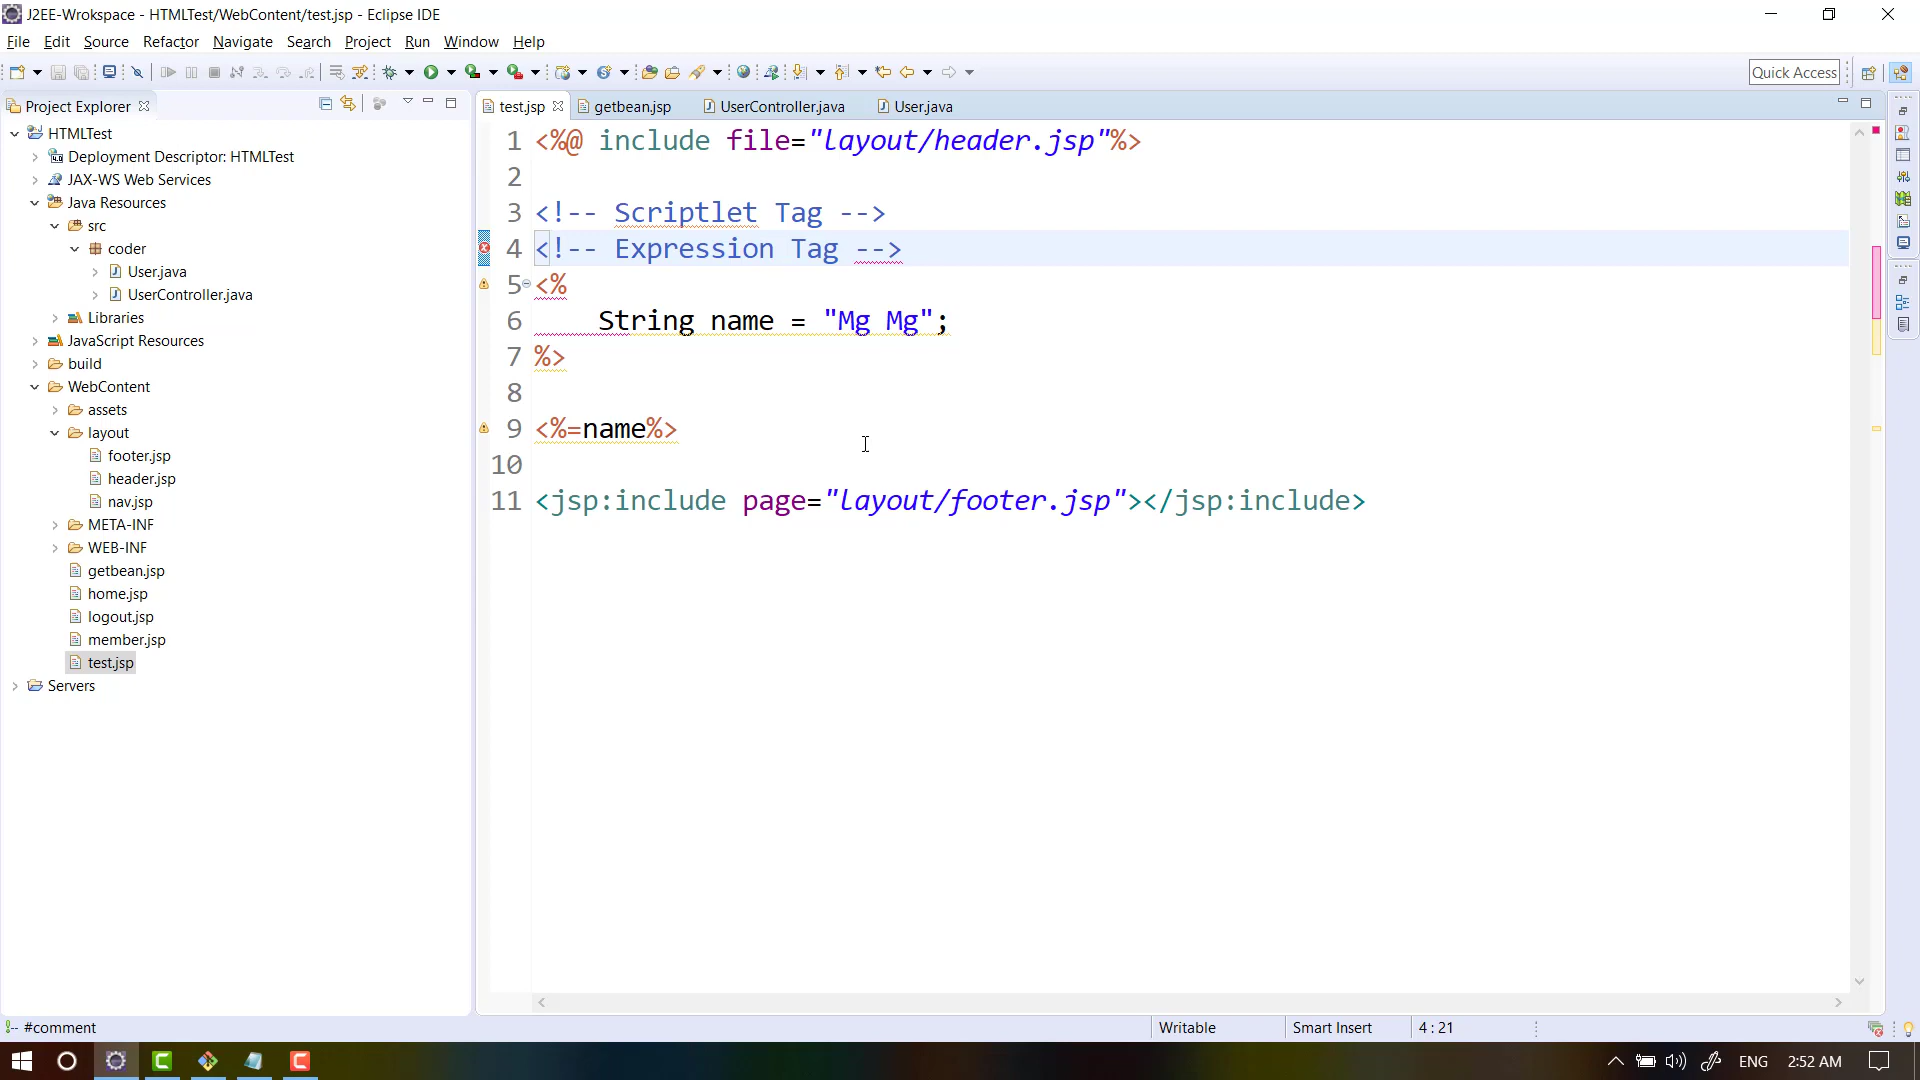 J2EE-Wrokspace - HTMLTest/WebContent/test.jsp - Eclipse IDE
File Edit Source Refactor Navigate Search Project Run Window Help
Quick Access
Project Explorer
test.jsp getbean.jsp UserController.java User.java
HTMLTest
Deployment Descriptor: HTMLTest
JAX-WS Web Services
Java Resources
src
coder
User.java
UserController.java
Libraries
JavaScript Resources
build
WebContent
assets
layout
footer.jsp
header.jsp
nav.jsp
META-INF
WEB-INF
getbean.jsp
home.jsp
logout.jsp
member.jsp
test.jsp
Servers
1 <%@ include file="layout/header.jsp"%>
2
3 <!-- Scriptlet Tag -->
4 <!-- Expression Tag -->
5 <%
6 String name = "Mg Mg";
7 %>
8
9 <%=name%>
10
11 <jsp:include page="layout/footer.jsp"></jsp:include>
!-- #comment
Writable Smart Insert 4 : 21
ENG 2:52 AM